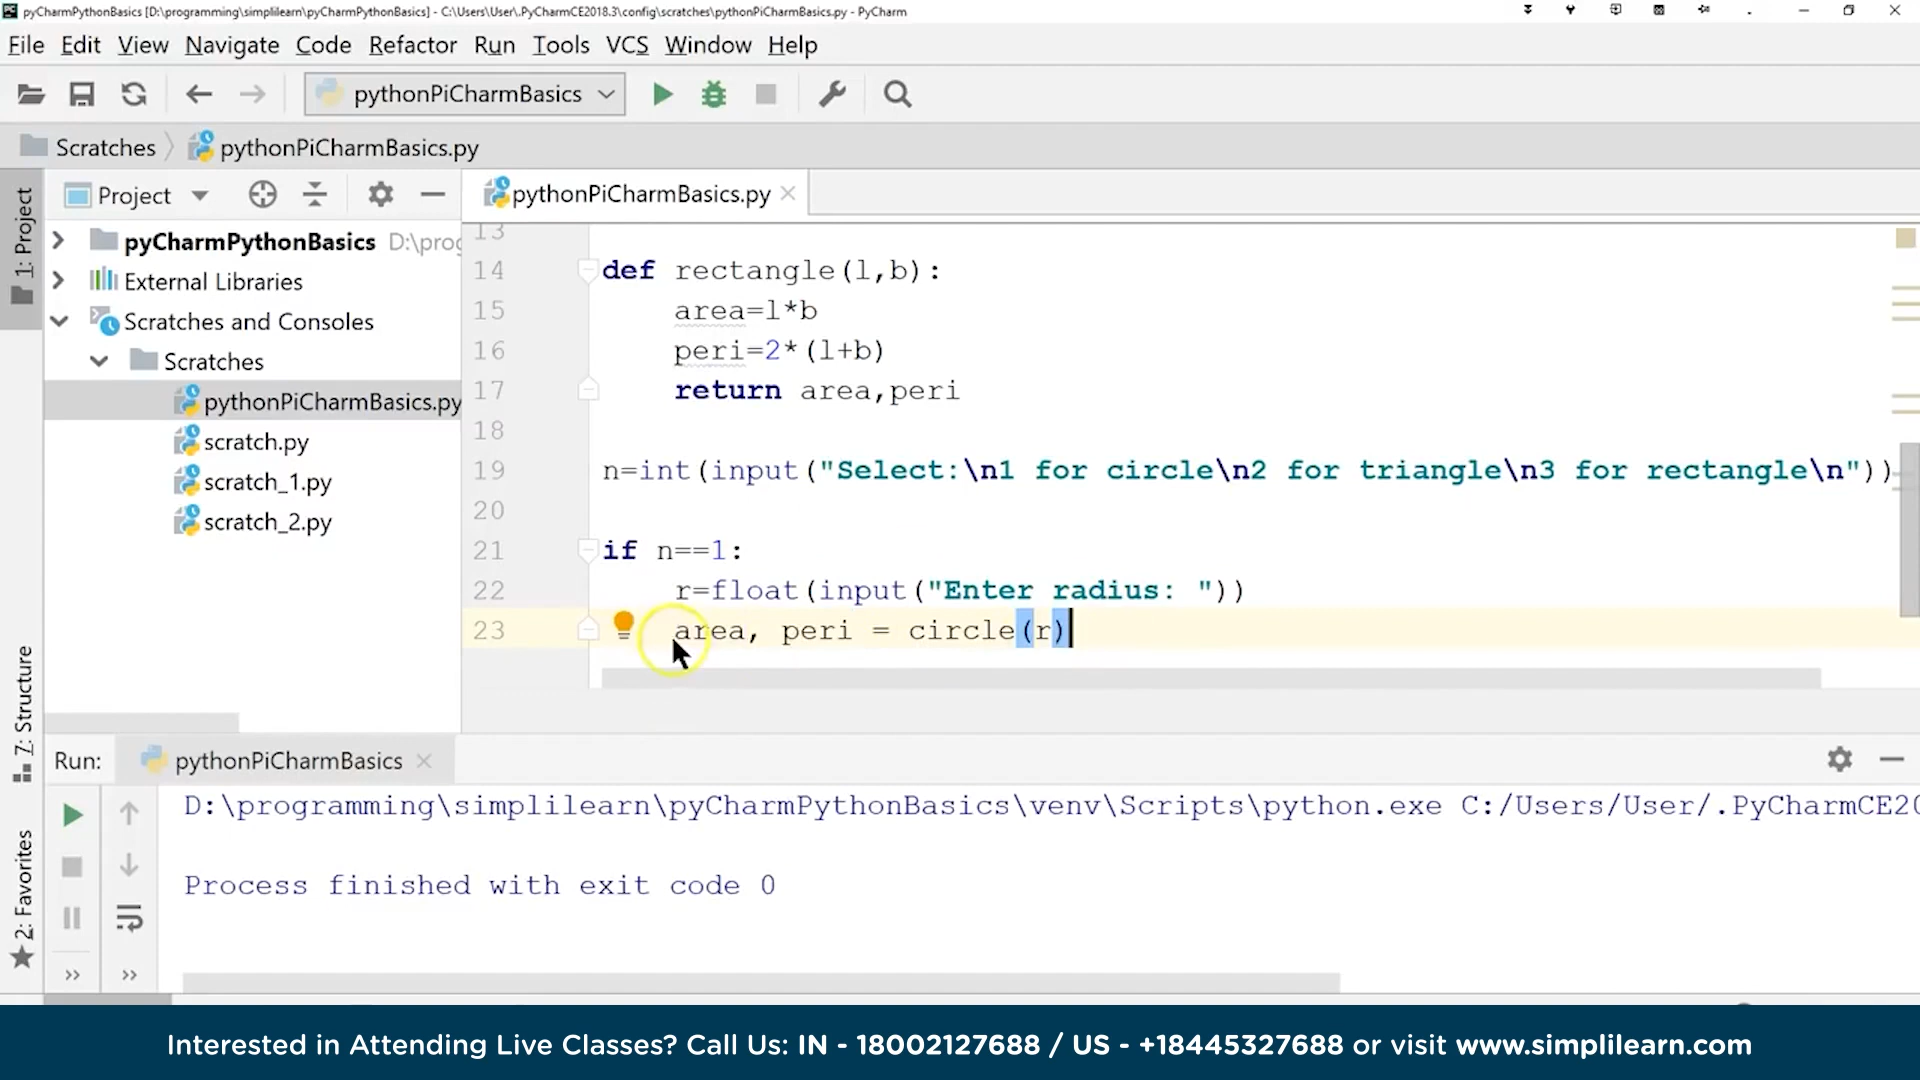 pyCharmPythonBasics [D:\programming\simplilearn\pyCharmPythonBasics] - C:\Users\User\.PyCharmCE2018.3\config\scratches\pythonPiCharmBasics.py - PyCharm
File Edit View Navigate Code Refactor Run Tools VCS Window Help
pythonPiCharmBasics
Scratches pythonPiCharmBasics.py
1: Project
Project
pythonPiCharmBasics.py
pyCharmPythonBasics D:\prog
External Libraries
Scratches and Consoles
Scratches
pythonPiCharmBasics.py
scratch.py
scratch_1.py
scratch_2.py
13
14 def rectangle(l,b):
15 area=l*b
16 peri=2*(l+b)
17 return area,peri
18
19 n=int(input("Select:\n1 for circle\n2 for triangle\n3 for rectangle\n"))
20
21 if n==1:
22 r=float(input("Enter radius: "))
23 area, peri = circle(r)
7: Structure
2: Favorites
Run: pythonPiCharmBasics
D:\programming\simplilearn\pyCharmPythonBasics\venv\Scripts\python.exe C:/Users/User/.PyCharmCE20
Process finished with exit code 0
Interested in Attending Live Classes? Call Us: IN - 18002127688 / US - +18445327688 or visit www.simplilearn.com